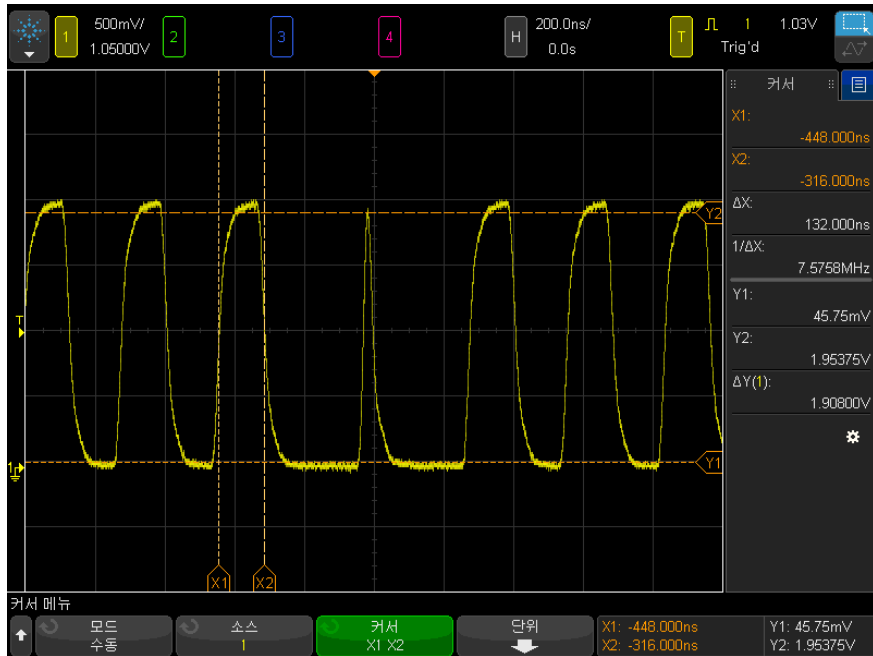 1 500mV/ 2 3 4 H 200.0ns/ T 1 1.03V
1.05000V 0.0s Trig'd
커서
X1:
-448.000ns
X2:
-316.000ns
ΔX:
132.000ns
1/ΔX:
7.5758MHz
Y1:
45.75mV
Y2:
1.95375V
ΔY(1):
1.90800V
Y2
T
1
Y1
X1 X2
커서 메뉴
모드 소스 커서 단위 X1: -448.000ns Y1: 45.75mV
수동 1 X1 X2 X2: -316.000ns Y2: 1.95375V